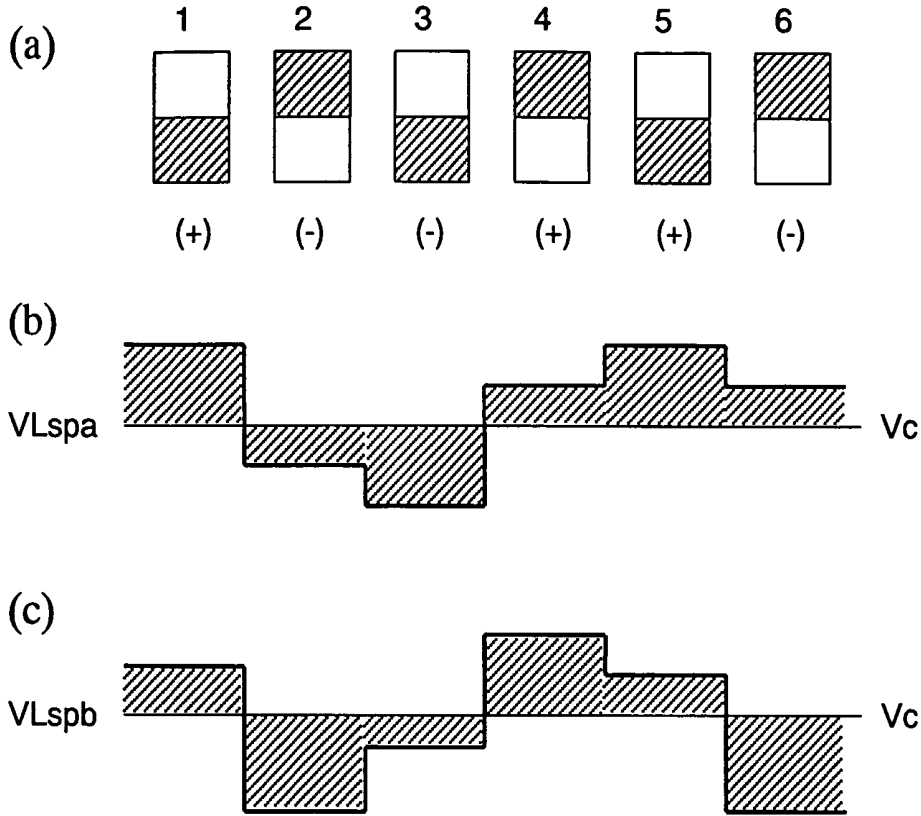 1 2 3 4 5 6
(a)
(+) (-) (-) (+) (+) (-)
(b)
VLspa Vc
(c)
VLspb Vc